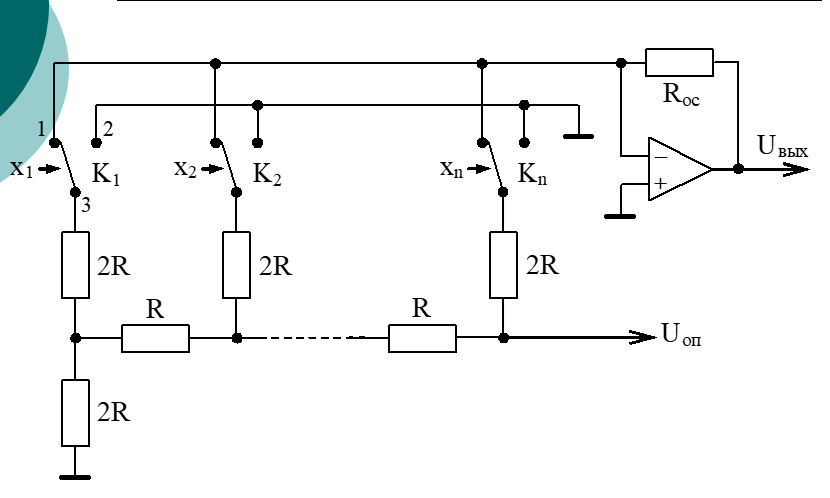 R_ос
1 2
x₁ K₁ x₂ K₂ xₙ Kₙ − U_вых
3 +
2R 2R 2R
R R
U_оп
2R